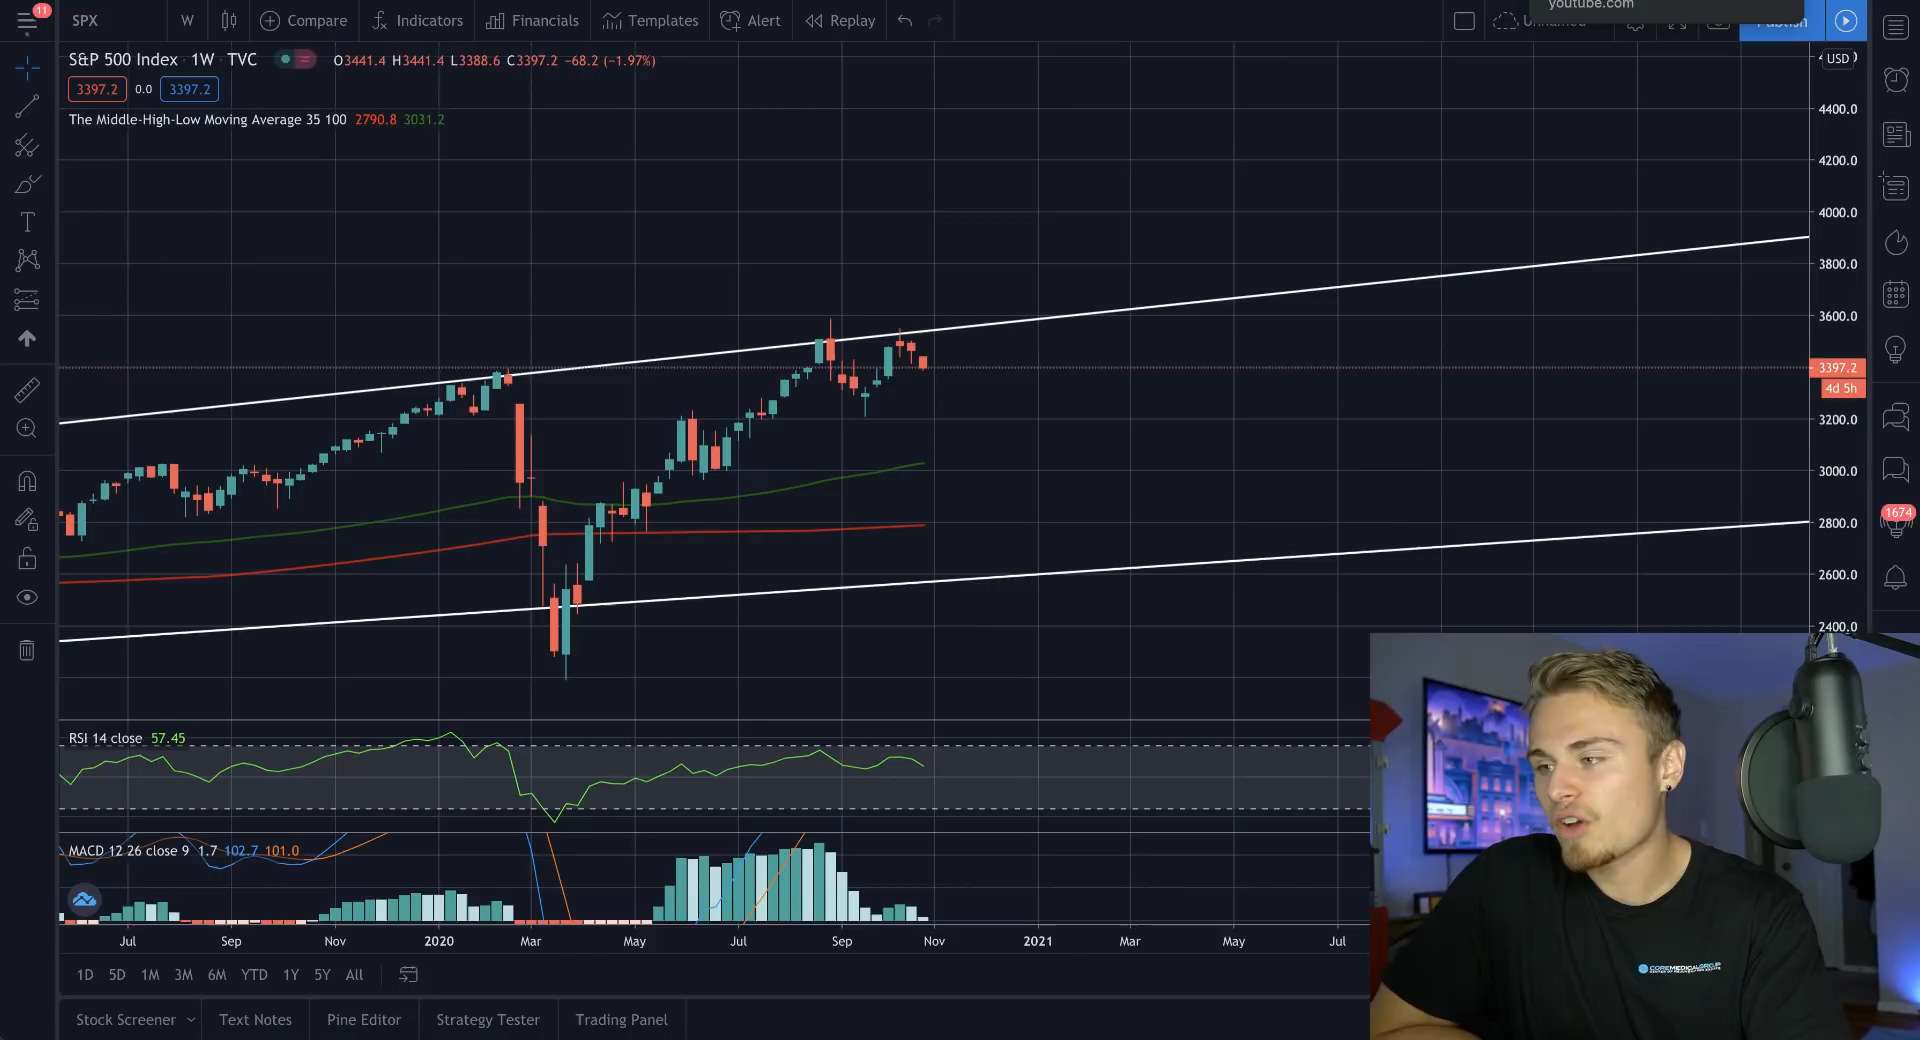 11
SPX
W
Compare
Indicators
Financials
Templates
Alert
Replay
youtube.com
Publish
S&P 500 Index · 1W · TVC
O3441.4 H3441.4 L3388.6 C3397.2 −68.2 (−1.97%)
3397.2 0.0 3397.2
The Middle-High-Low Moving Average 35 100 2790.8 3031.2
USD
4400.0
4200.0
4000.0
3800.0
3600.0
3397.2
4d 5h
3200.0
3000.0
2800.0
2600.0
2400.0
1674
RSI 14 close 57.45
MACD 12 26 close 9 1.7 102.7 101.0
Jul Sep Nov 2020 Mar May Jul Sep Nov 2021 Mar May Jul
1D 5D 1M 3M 6M YTD 1Y 5Y All
Stock Screener
Text Notes
Pine Editor
Strategy Tester
Trading Panel
COREMEDICALGROUP